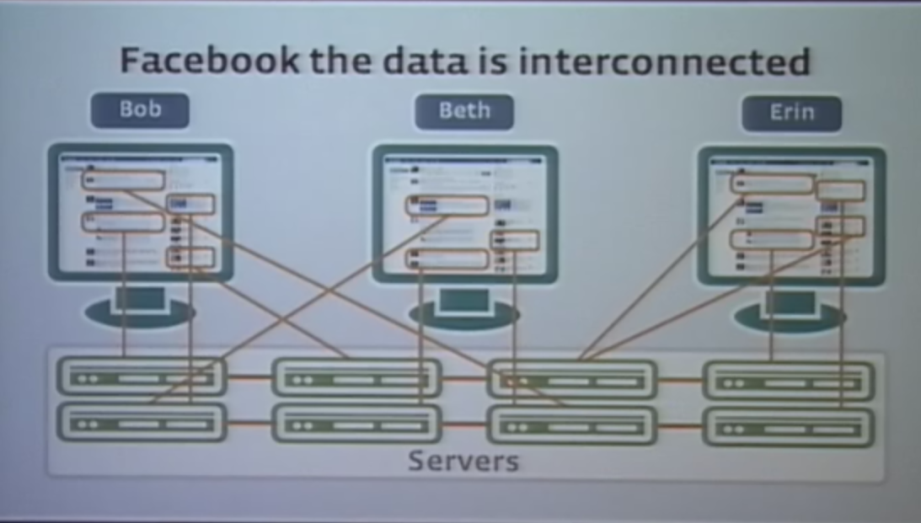 Facebook the data is interconnected
Bob
Beth
Erin
Servers